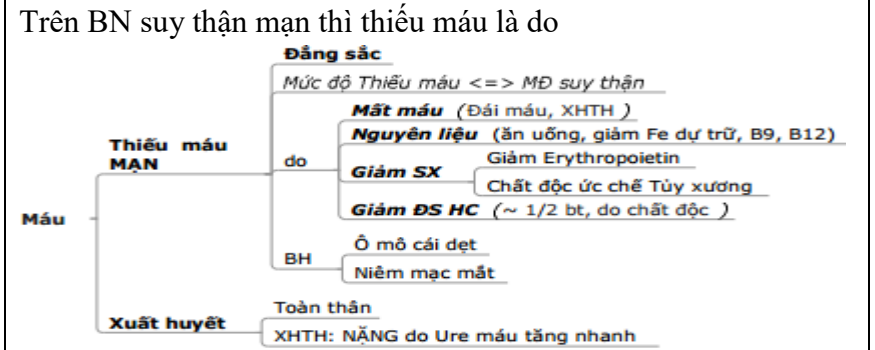 Trên BN suy thận mạn thì thiếu máu là do
Đẳng sắc
Mức độ Thiếu máu <=> MĐ suy thận
Mất máu (Đái máu, XHTH )
Nguyên liệu (ăn uống, giảm Fe dự trữ, B9, B12)
Thiếu máu
MẠN
do
Giảm SX
Giảm Erythropoietin
Chất độc ức chế Tủy xương
Giảm ĐS HC (~ 1/2 bt, do chất độc )
Máu
BH
Ô mô cái dẹt
Niêm mạc mắt
Xuất huyết
Toàn thân
XHTH: NẶNG do Ure máu tăng nhanh